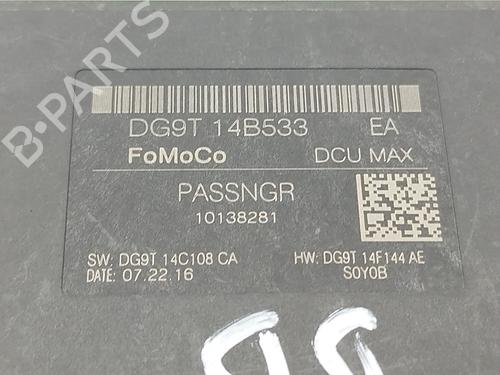 B-PARTS
DG9T 14B533 EA
FoMoCo DCU MAX
PASSNGR
10138281
SW: DG9T 14C108 CA HW: DG9T 14F144 AE
DATE: 07.22.16 S0Y0B